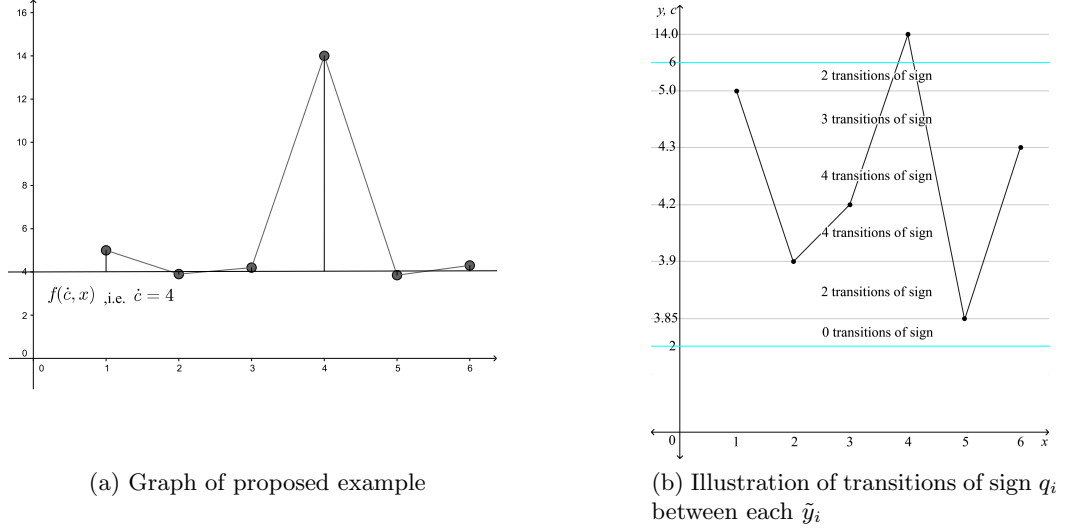 16
14
12
10
8
6
4
2
0
0 1 2 3 4 5 6
f(ċ, x) ,i.e. ċ = 4
(a) Graph of proposed example
y, c
14.0
6
2 transitions of sign
5.0
3 transitions of sign
4.3
4 transitions of sign
4.2
4 transitions of sign
3.9
2 transitions of sign
3.85
0 transitions of sign
2
0 1 2 3 4 5 6 x
(b) Illustration of transitions of sign qᵢ
between each ỹᵢ